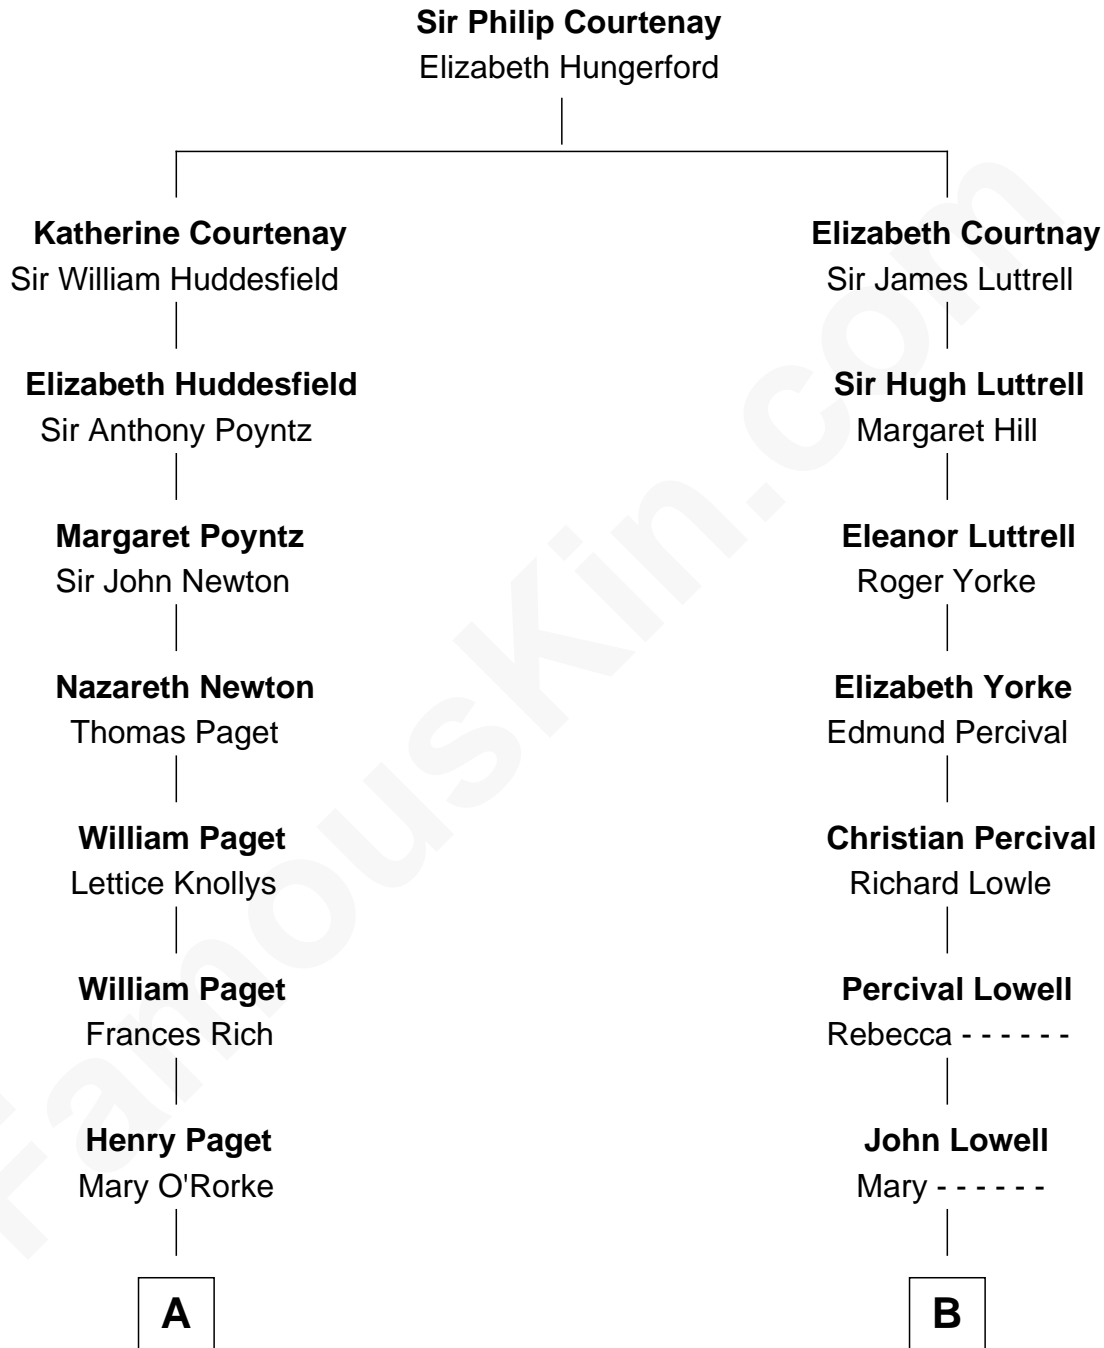 Sir Philip Courtenay
Elizabeth Hungerford
Katherine Courtenay
Sir William Huddesfield
Elizabeth Courtnay
Sir James Luttrell
Elizabeth Huddesfield
Sir Anthony Poyntz
Sir Hugh Luttrell
Margaret Hill
Margaret Poyntz
Sir John Newton
Eleanor Luttrell
Roger Yorke
Nazareth Newton
Thomas Paget
Elizabeth Yorke
Edmund Percival
William Paget
Lettice Knollys
Christian Percival
Richard Lowle
William Paget
Frances Rich
Percival Lowell
Rebecca - - - - - -
Henry Paget
Mary O'Rorke
John Lowell
Mary - - - - - -
A
B
FamousKin.com